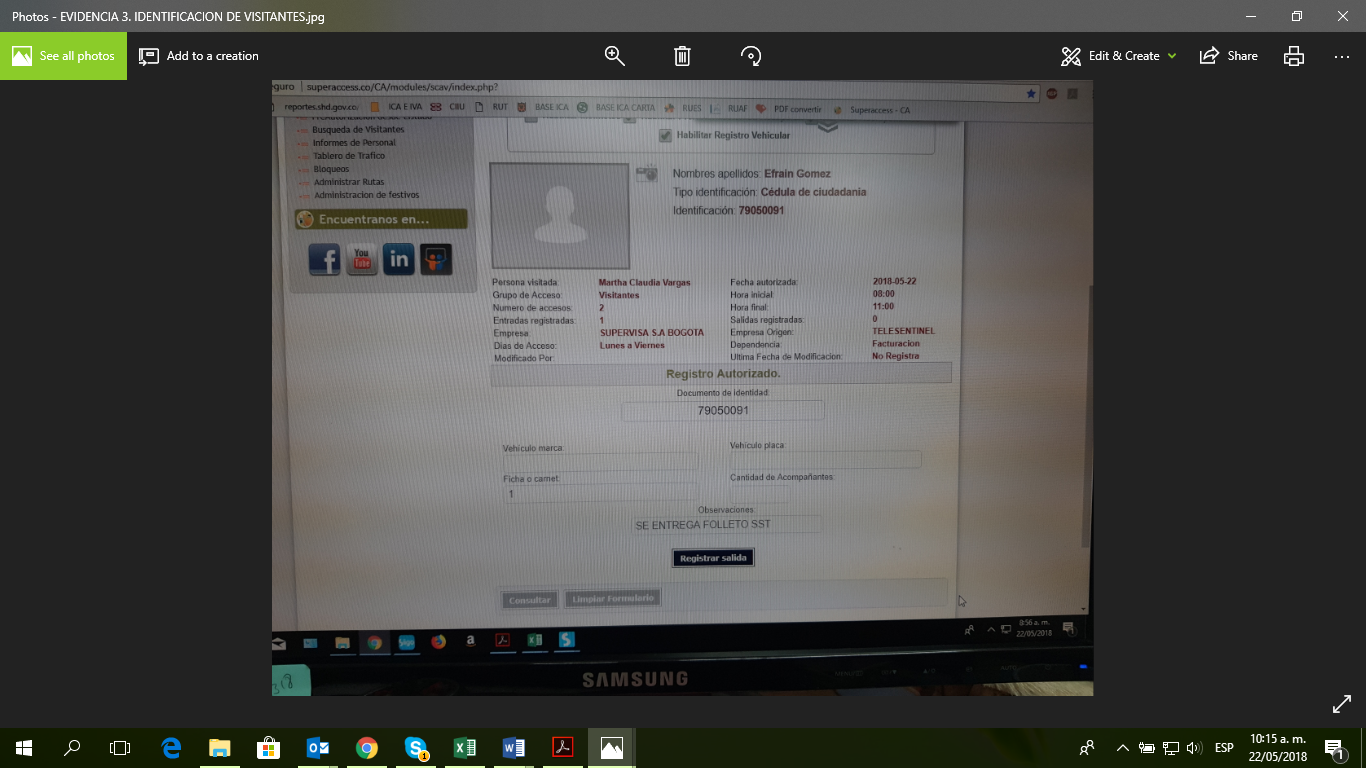 Photos - EVIDENCIA 3. IDENTIFICACION DE VISITANTES.jpg
See all photos
Add to a creation
Edit & Create
Share
eguro superaccess.co/CA/modules/scav/index.php?
reportes.shd.gov.co/ ICA E IVA CIIU RUT BASE ICA BASE ICA CARTA RUES RUAF PDF convertir Superaccess - CA
Busqueda de Visitantes
Informes de Personal
Tablero de Trafico
Bloqueos
Administrar Rutas
Administracion de festivos
Encuentranos en...
You Tube
Habiliter Registro Vehicular
Nombres apellidos: Efrain Gomez
Tipo identificación: Cédula de ciudadania
Identificación: 79050091
Persona visitada: Martha Claudia Vargas Fecha autorizada: 2018-05-22
Grupo de Acceso: Visitantes Hora inicial: 08:00
Numero de accesos: 2 Hora final: 11:00
Entradas registradas: 1 Salidas registradas: 0
Empresa: SUPERVISA S.A BOGOTA Empresa Origen: TELESENTINEL
Dias de Acceso: Lunes a Viernes Dependencia: Facturacion
Modificado Por: Ultima Fecha de Modificacion: No Registra
Registro Autorizado.
Documento de Identidad:
79050091
Vehículo marca: Vehículo placa:
Ficha o carnet: Cantidad de Acompañantes:
1
Observaciones:
SE ENTREGA FOLLETO SST
Registrar salida
Consultar Limpiar Formulario
8:56 a. m.
22/05/2018
SAMSUNG
ESP
10:15 a. m.
22/05/2018